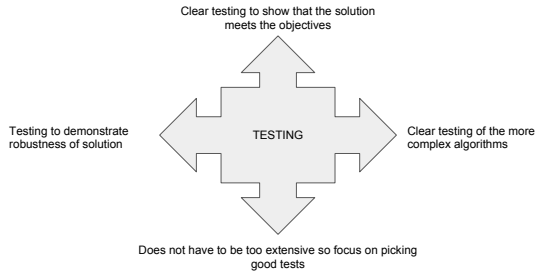 Clear testing to show that the solution
meets the objectives
Testing to demonstrate
robustness of solution
TESTING
Clear testing of the more
complex algorithms
Does not have to be too extensive so focus on picking
good tests